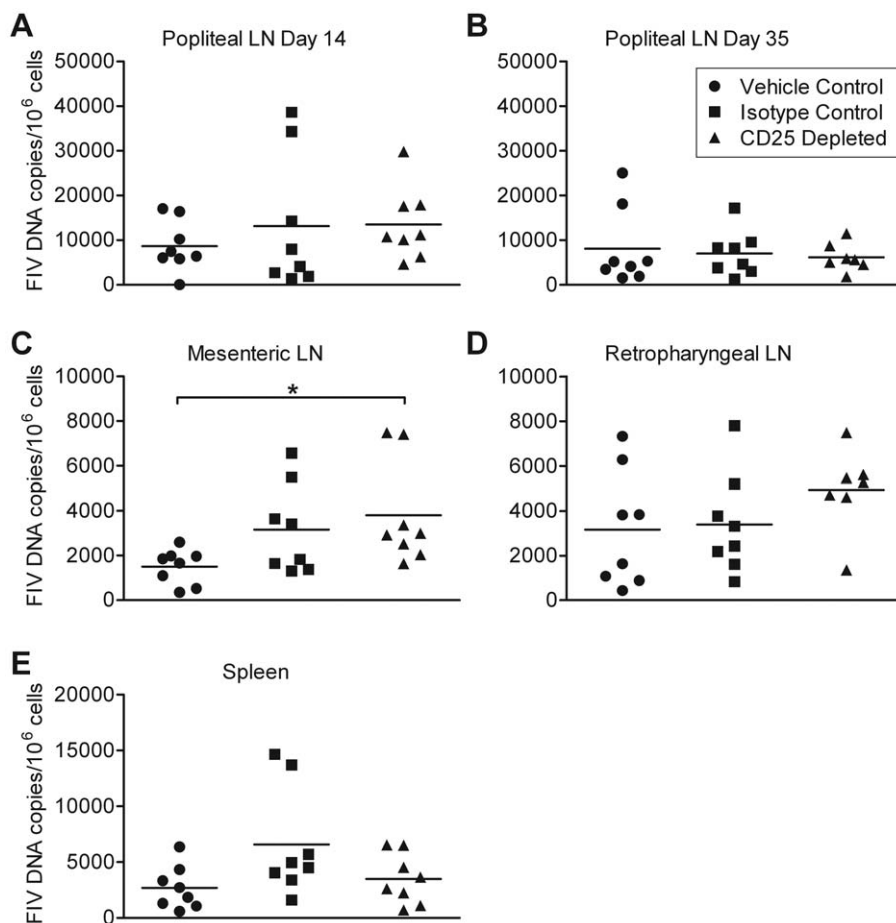 A
Popliteal LN Day 14
FIV DNA copies/10⁶ cells
50000
40000
30000
20000
10000
0
B
Popliteal LN Day 35
50000
40000
30000
20000
10000
0
Vehicle Control
Isotype Control
CD25 Depleted
C
Mesenteric LN
FIV DNA copies/10⁶ cells
10000
8000
6000
4000
2000
0
*
D
Retropharyngeal LN
10000
8000
6000
4000
2000
0
E
Spleen
FIV DNA copies/10⁶ cells
20000
15000
10000
5000
0